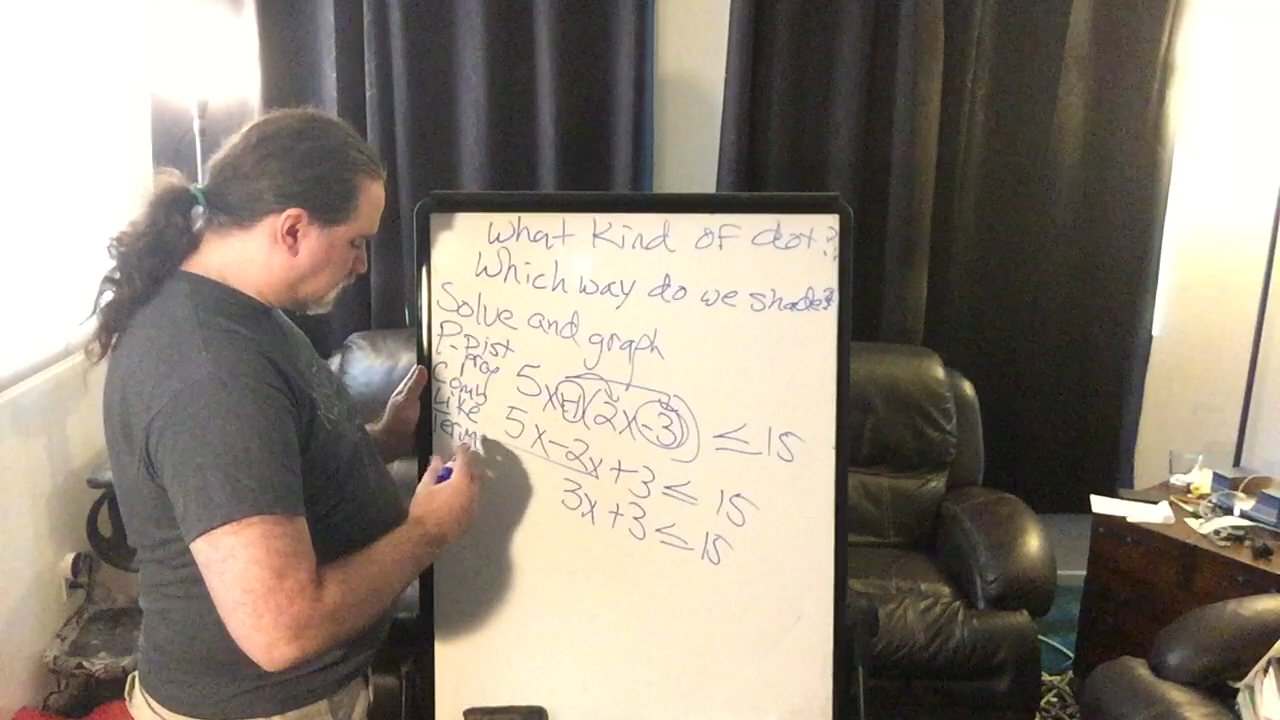 What Kind of dot?
Which way do we shade?
Solve and graph
P-Dist
Prop
Comb
Like
Terms
5x-1(2x-3) ≤ 15
5x-2x+3 ≤ 15
3x+3 ≤ 15